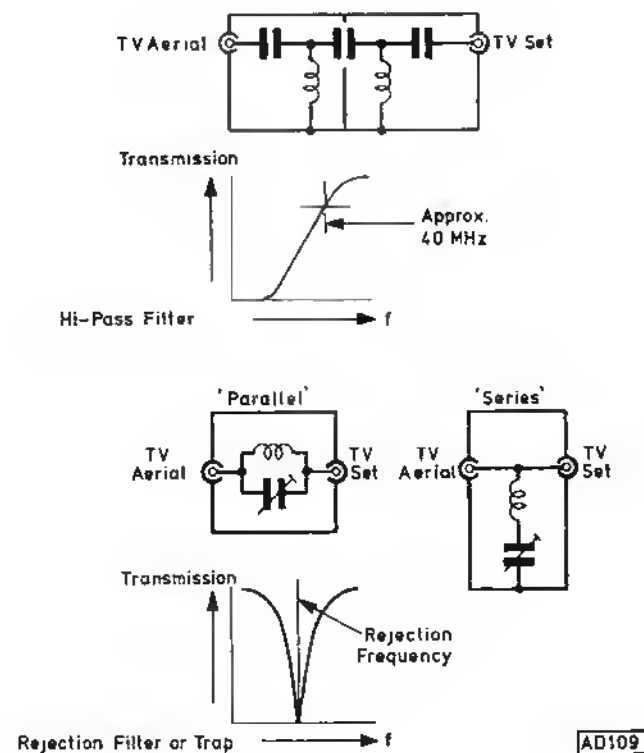 TV Aerial
TV Set
Transmission
Approx.
40 MHz
Hi-Pass Filter
f
'Parallel'
'Series'
TV
Aerial
TV
Set
TV
Aerial
TV
Set
Transmission
Rejection
Frequency
Rejection Filter or Trap
f
AD109